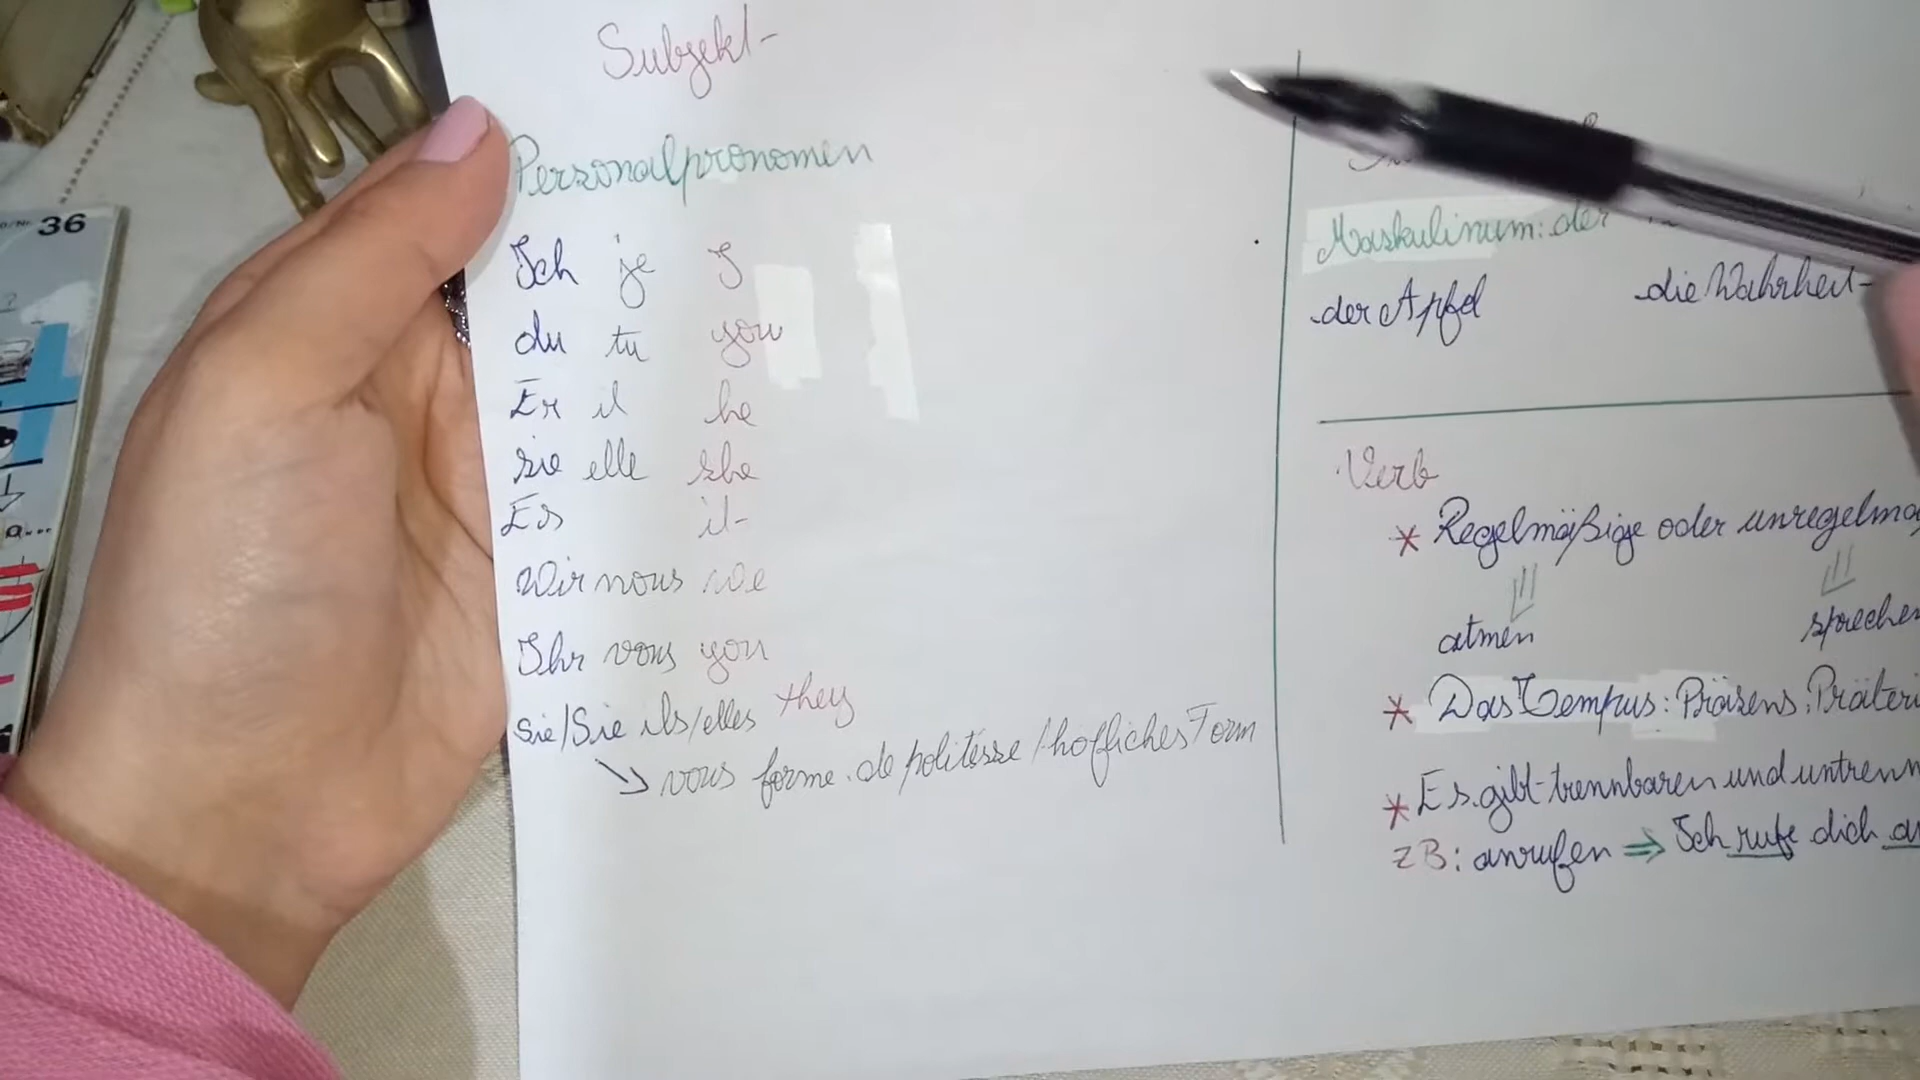 Subjekt
Personalpronomen
Ich je I
du tu you
Er il he
sie elle she
Es it
Wir nous we
Ihr vous you
sie/Sie ils/elles they
vous forme de politesse / hofliches Form
Maskulinum: der
der Apfel
die Wahrheit
Verb
* Regelmäßige oder unregelmä
atmen
sprechen
* Das Tempus: Präsens, Präteri
* Es gibt trennbaren und untrenn
zB: anrufen ⇒ Ich rufe dich an
36